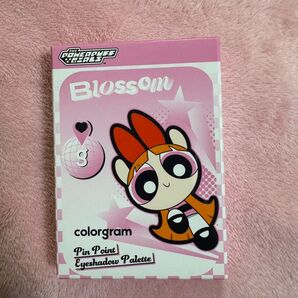 THE
POWERPUFF
GIRLS
Blossom
colorgram
Pin Point
Eyeshadow Palette